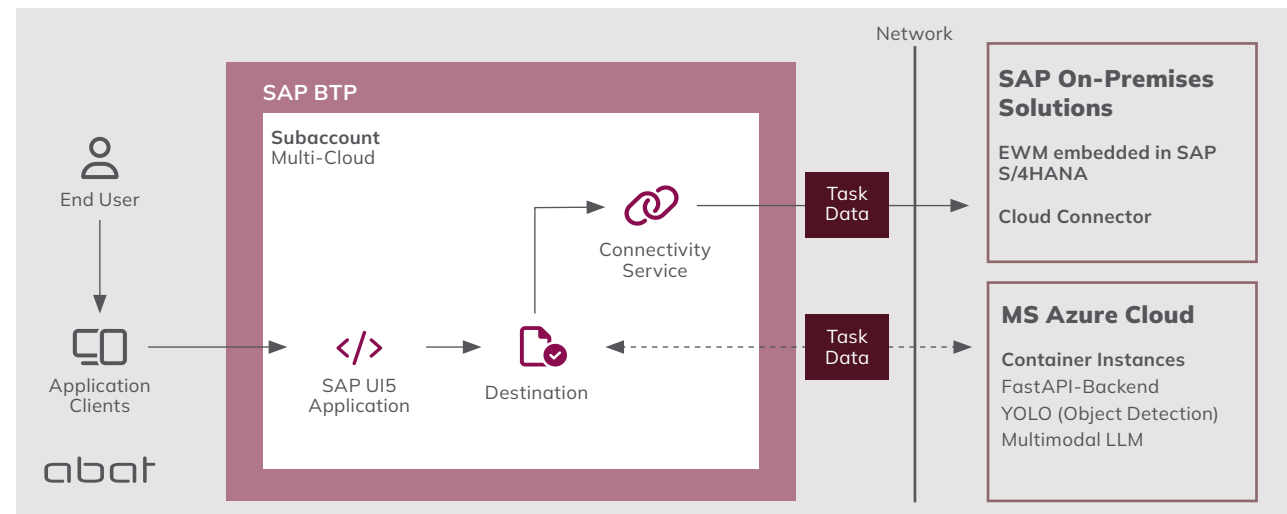 Network
SAP BTP
Subaccount
Multi-Cloud
End User
Application
Clients
SAP UI5
Application
Destination
Connectivity
Service
Task
Data
Task
Data
SAP On-Premises
Solutions
EWM embedded in SAP
S/4HANA
Cloud Connector
MS Azure Cloud
Container Instances
FastAPI-Backend
YOLO (Object Detection)
Multimodal LLM
abat